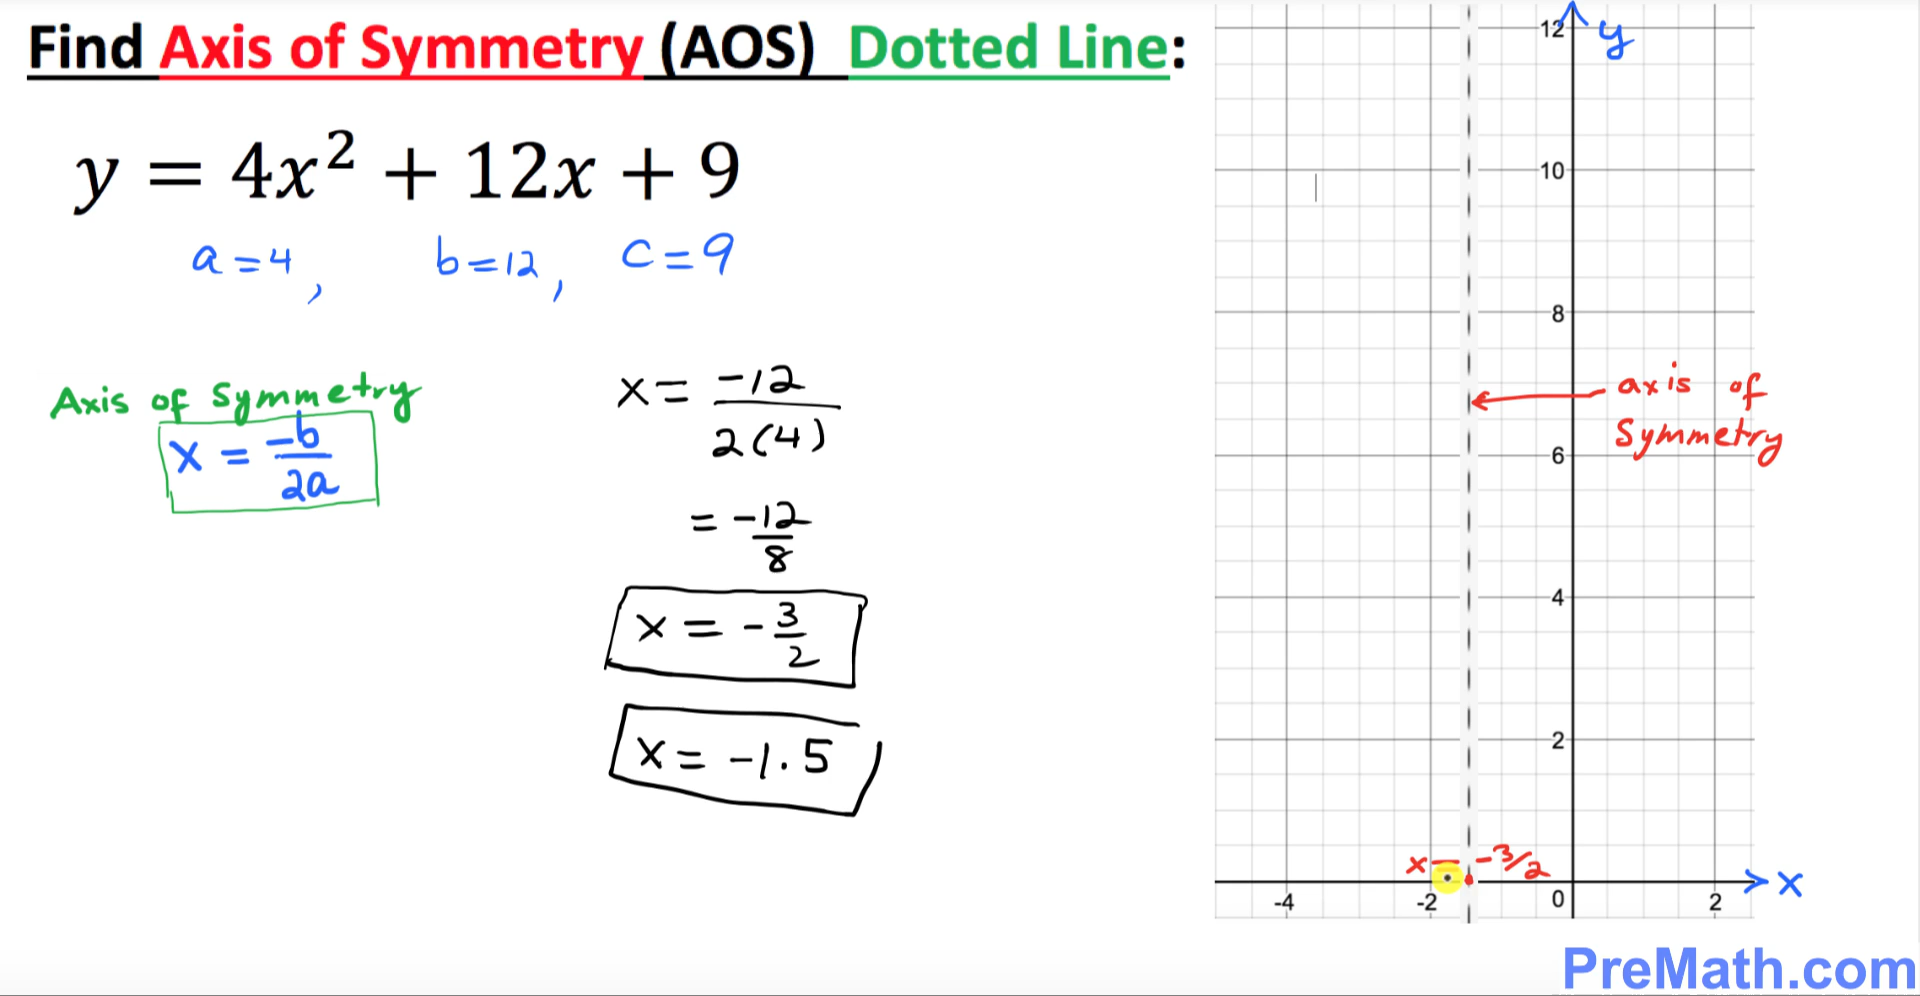 Find Axis of Symmetry (AOS) Dotted Line:
y = 4x² + 12x + 9
a = 4, b = 12, c = 9
Axis of Symmetry
x = -b/2a
x = -12/2(4)
= -12/8
x = -3/2
x = -1.5
y
12
10
8
axis of
symmetry
6
4
2
x = -3/2
x
-4 -2 0 2
PreMath.com